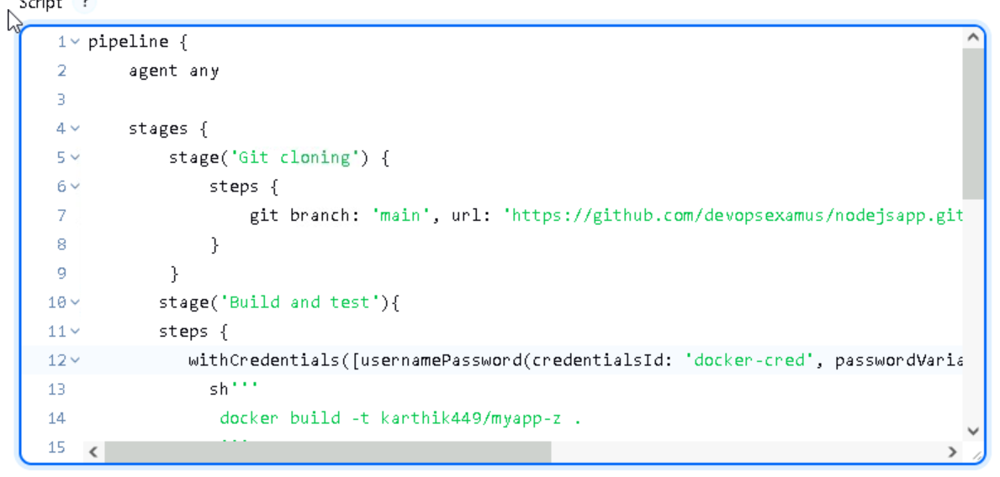 Script ?
1 pipeline {
2 agent any
3
4 stages {
5 stage('Git cloning') {
6 steps {
7 git branch: 'main', url: 'https://github.com/devopsexamus/nodejsapp.git
8 }
9 }
10 stage('Build and test'){
11 steps {
12 withCredentials([usernamePassword(credentialsId: 'docker-cred', passwordVaria
13 sh'''
14 docker build -t karthik449/myapp-z .
15 '''